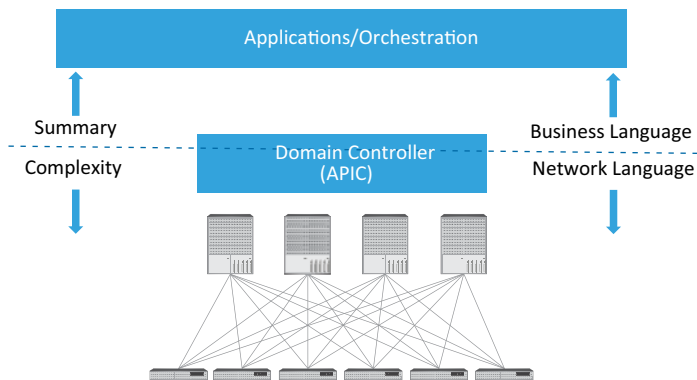 Applications/Orchestration
Summary
Business Language
Domain Controller
(APIC)
Complexity
Network Language